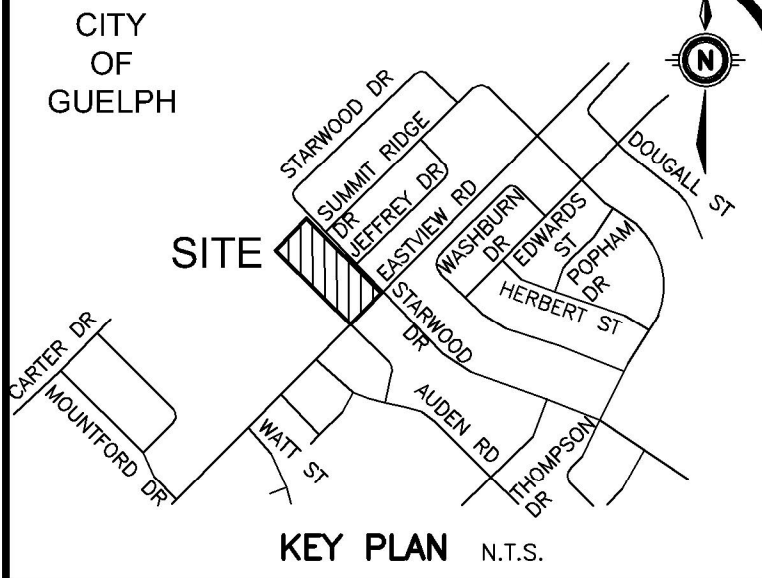 CITY
OF
GUELPH
N
STARWOOD DR
SUMMIT RIDGE
DR
JEFFREY DR
EASTVIEW RD
DOUGALL ST
WASHBURN
DR
EDWARDS
ST
POPHAM
DR
HERBERT ST
SITE
STARWOOD
DR
CARTER DR
MOUNTFORD DR
WATT ST
AUDEN RD
THOMPSON
DR
KEY PLAN N.T.S.